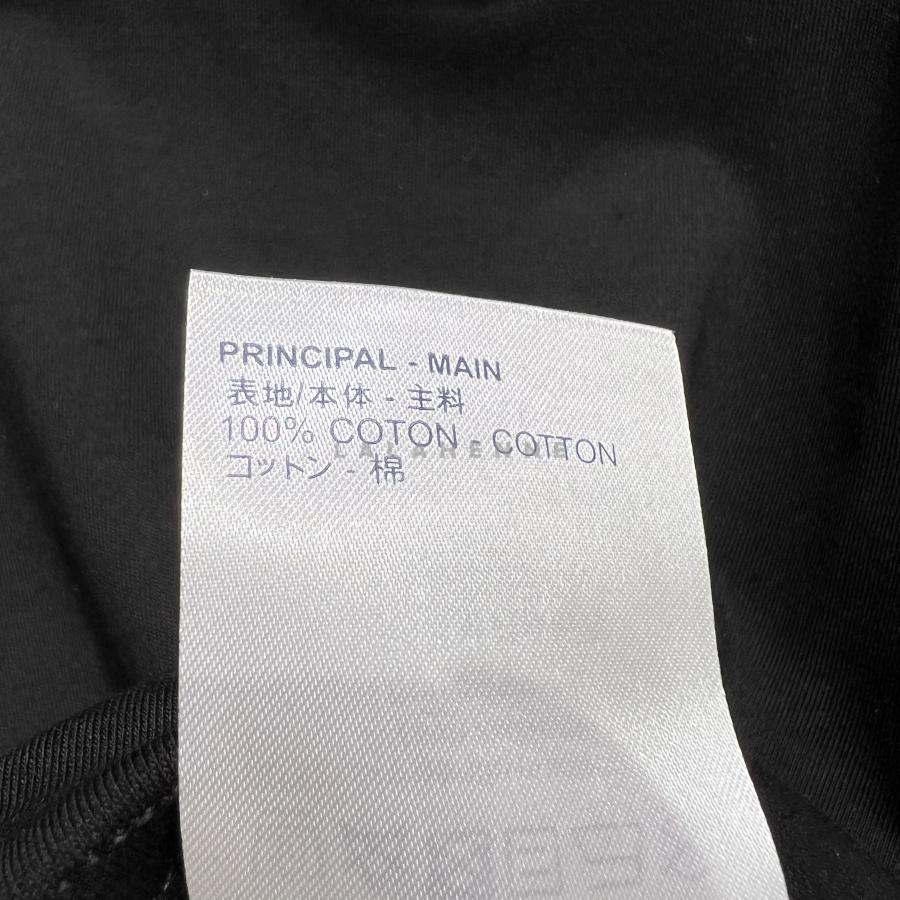 PRINCIPAL - MAIN
表地/本体 - 主料
100% COTON - COTTON
コットン - 棉